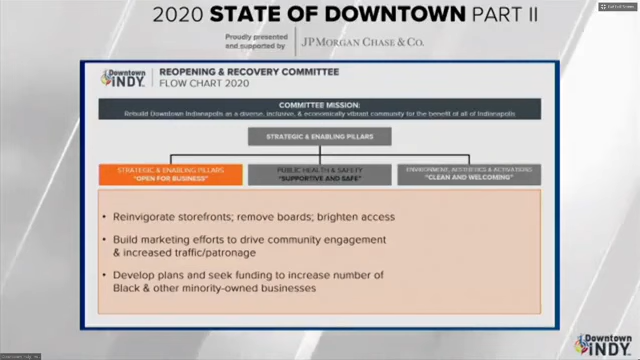 2020 STATE OF DOWNTOWN PART II
Proudly presented
and supported by
JPMORGAN CHASE & CO.
Downtown
iNDY.
REOPENING & RECOVERY COMMITTEE
FLOW CHART 2020
COMMITTEE MISSION:
Rebuild Downtown Indianapolis as a diverse, inclusive, & economically vibrant community for the benefit of all of Indianapolis
STRATEGIC & ENABLING PILLARS
STRATEGIC & ENABLING PILLARS
"OPEN FOR BUSINESS"
PUBLIC HEALTH & SAFETY
"SUPPORTIVE AND SAFE"
ENVIRONMENT, AESTHETICS & ACTIVATIONS
"CLEAN AND WELCOMING"
• Reinvigorate storefronts; remove boards; brighten access
• Build marketing efforts to drive community engagement
& increased traffic/patronage
• Develop plans and seek funding to increase number of
Black & other minority-owned businesses
Downtown
iNDY.